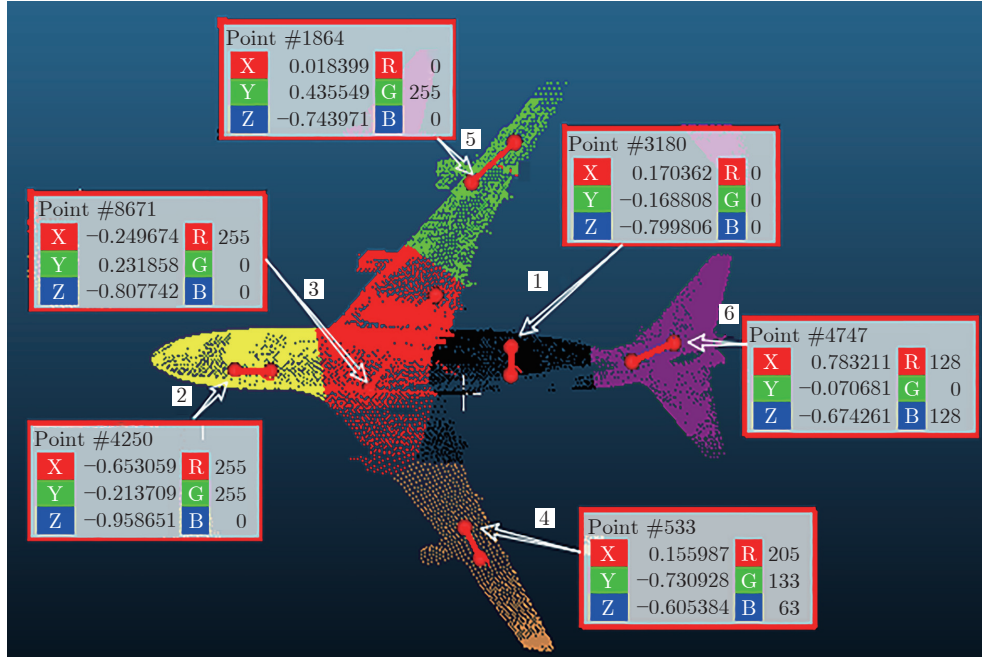 Point #1864
X 0.018399 R 0
Y 0.435549 G 255
Z −0.743971 B 0
5
Point #3180
X 0.170362 R 0
Y −0.168808 G 0
Z −0.799806 B 0
1
Point #8671
X −0.249674 R 255
Y 0.231858 G 0
Z −0.807742 B 0
3
6
Point #4747
X 0.783211 R 128
Y −0.070681 G 0
Z −0.674261 B 128
2
Point #4250
X −0.653059 R 255
Y −0.213709 G 255
Z −0.958651 B 0
4
Point #533
X 0.155987 R 205
Y −0.730928 G 133
Z −0.605384 B 63